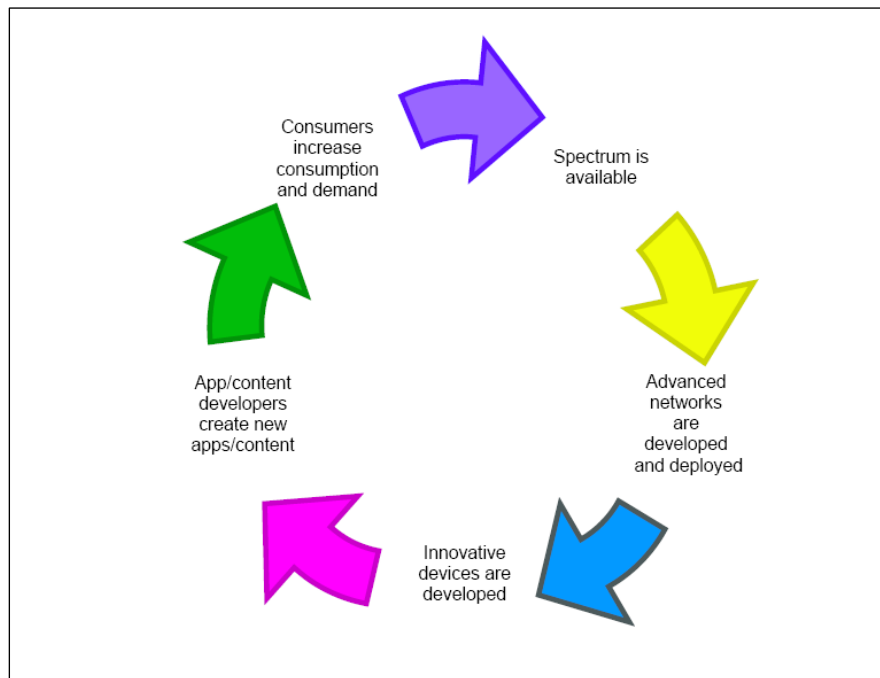 Consumers
increase
consumption
and demand
Spectrum is
available
Advanced
networks
are
developed
and deployed
Innovative
devices are
developed
App/content
developers
create new
apps/content